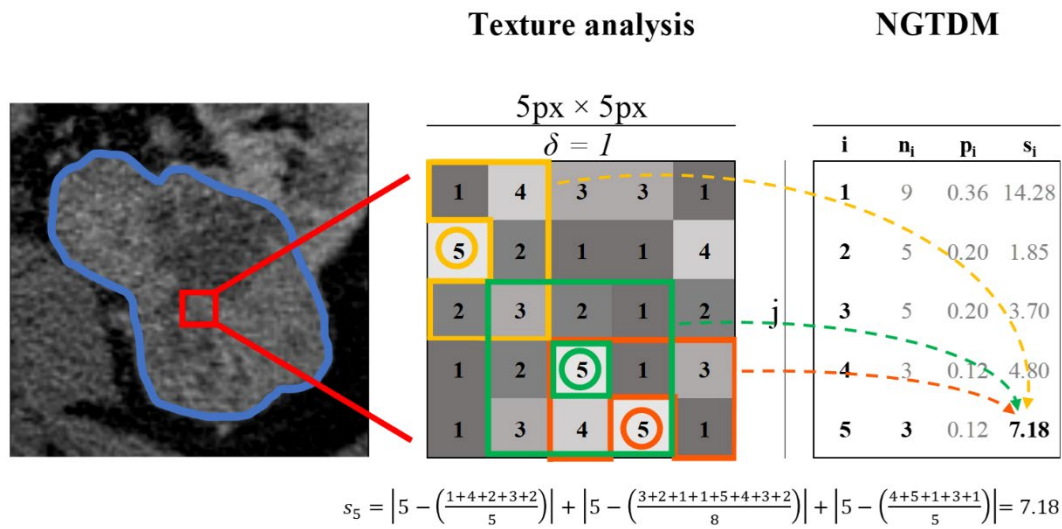 Texture analysis NGTDM
5px × 5px
δ = 1
i n_i p_i s_i
1 4 3 3 1
1 9 0.36 14.28
5 2 1 1 4
2 5 0.20 1.85
2 3 2 1 2
j
3 5 0.20 3.70
1 2 5 1 3
4 3 0.12 4.80
1 3 4 5 1
5 3 0.12 7.18
s_5 = |5 − ((1+4+2+3+2)/5)| + |5 − ((3+2+1+1+5+4+3+2)/8)| + |5 − ((4+5+1+3+1)/5)| = 7.18